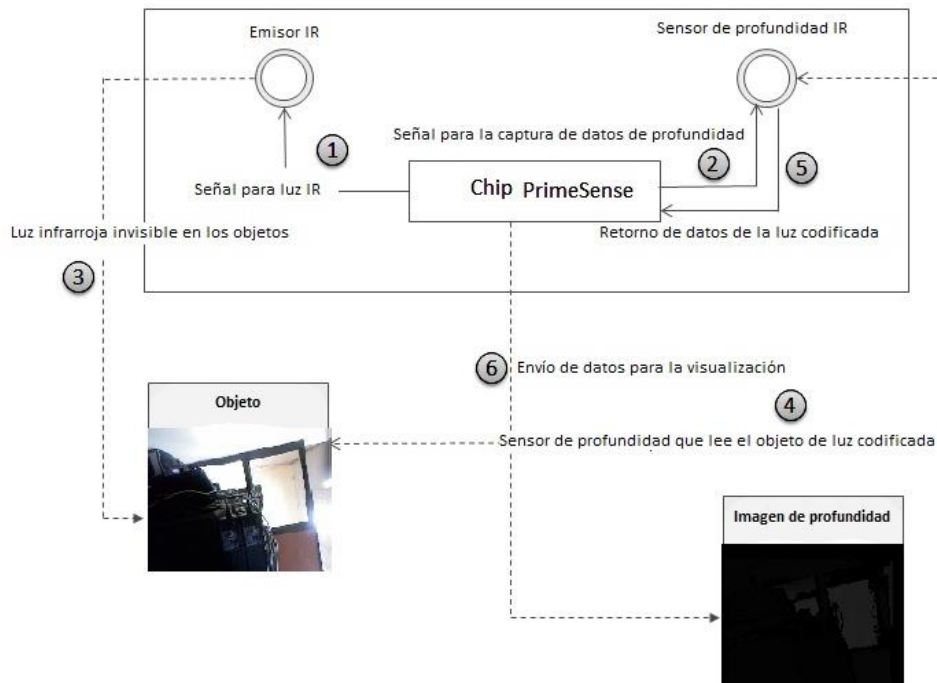 Emisor IR
Sensor de profundidad IR
1
Señal para la captura de datos de profundidad
2
5
Señal para luz IR
Chip PrimeSense
Luz infrarroja invisible en los objetos
Retorno de datos de la luz codificada
3
6
Envío de datos para la visualización
4
Objeto
Sensor de profundidad que lee el objeto de luz codificada
Imagen de profundidad